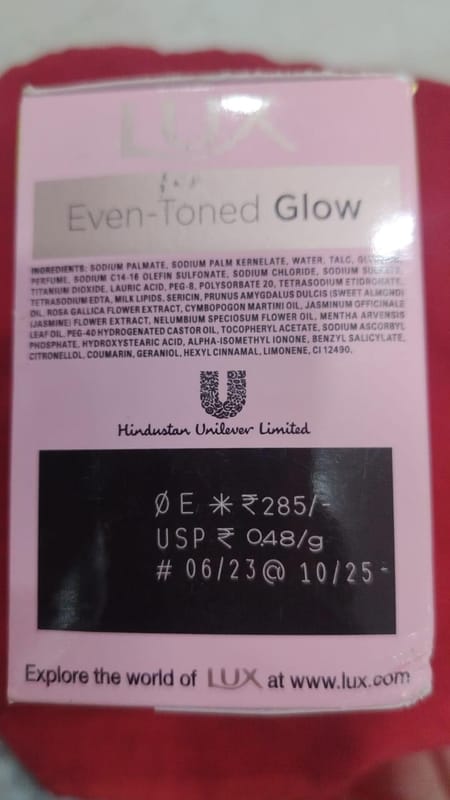 LUX
for
Even-Toned Glow
INGREDIENTS: SODIUM PALMATE, SODIUM PALM KERNELATE, WATER, TALC, GLYCERIN,
PERFUME, SODIUM C14-16 OLEFIN SULFONATE, SODIUM CHLORIDE, SODIUM SULFATE,
TITANIUM DIOXIDE, LAURIC ACID, PEG-8, POLYSORBATE 20, TETRASODIUM ETIDRONATE,
TETRASODIUM EDTA, MILK LIPIDS, SERICIN, PRUNUS AMYGDALUS DULCIS (SWEET ALMOND)
OIL, ROSA GALLICA FLOWER EXTRACT, CYMBOPOGON MARTINI OIL, JASMINUM OFFICINALE
(JASMINE) FLOWER EXTRACT, NELUMBIUM SPECIOSUM FLOWER OIL, MENTHA ARVENSIS
LEAF OIL, PEG-40 HYDROGENATED CASTOR OIL, TOCOPHERYL ACETATE, SODIUM ASCORBYL
PHOSPHATE, HYDROXYSTEARIC ACID, ALPHA-ISOMETHYL IONONE, BENZYL SALICYLATE,
CITRONELLOL, COUMARIN, GERANIOL, HEXYL CINNAMAL, LIMONENE, CI 12490.
Hindustan Unilever Limited
Ø E * ₹285/-
USP ₹ 0.48/g
# 06/23@ 10/25-
Explore the world of LUX at www.lux.com